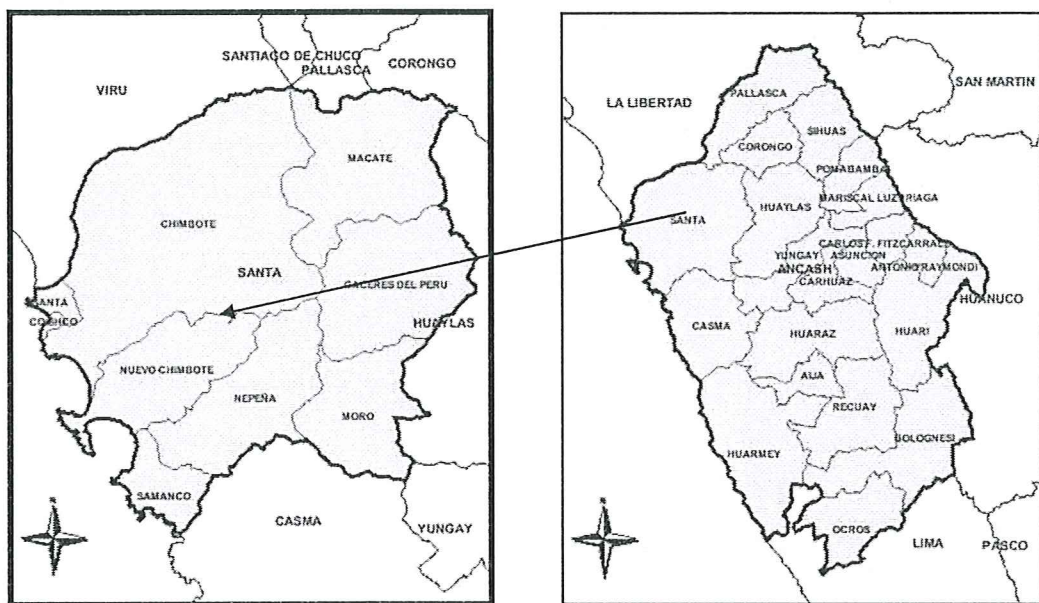 SANTIAGO DE CHUCO
PALLASCA
CORONGO
VIRU
MACATE
CHIMBOTE
SANTA
CACERES DEL PERU
SANTA
COISHCO
HUAYLAS
NUEVO CHIMBOTE
NEPEÑA
MORO
SAMANCO
CASMA
YUNGAY
SAN MARTIN
PALLASCA
LA LIBERTAD
SIHUAS
CORONGO
POMABAMBA
MARISCAL LUZURIAGA
HUAYLAS
SANTA
CARLOS F. FITZCARRALD
YUNGAY
ASUNCION
ANCASH
ANTONIO RAYMONDI
CARHUAZ
HUANUCO
CASMA
HUARAZ
HUARI
AIJA
RECUAY
BOLOGNESI
HUARMEY
OCROS
LIMA
PASCO